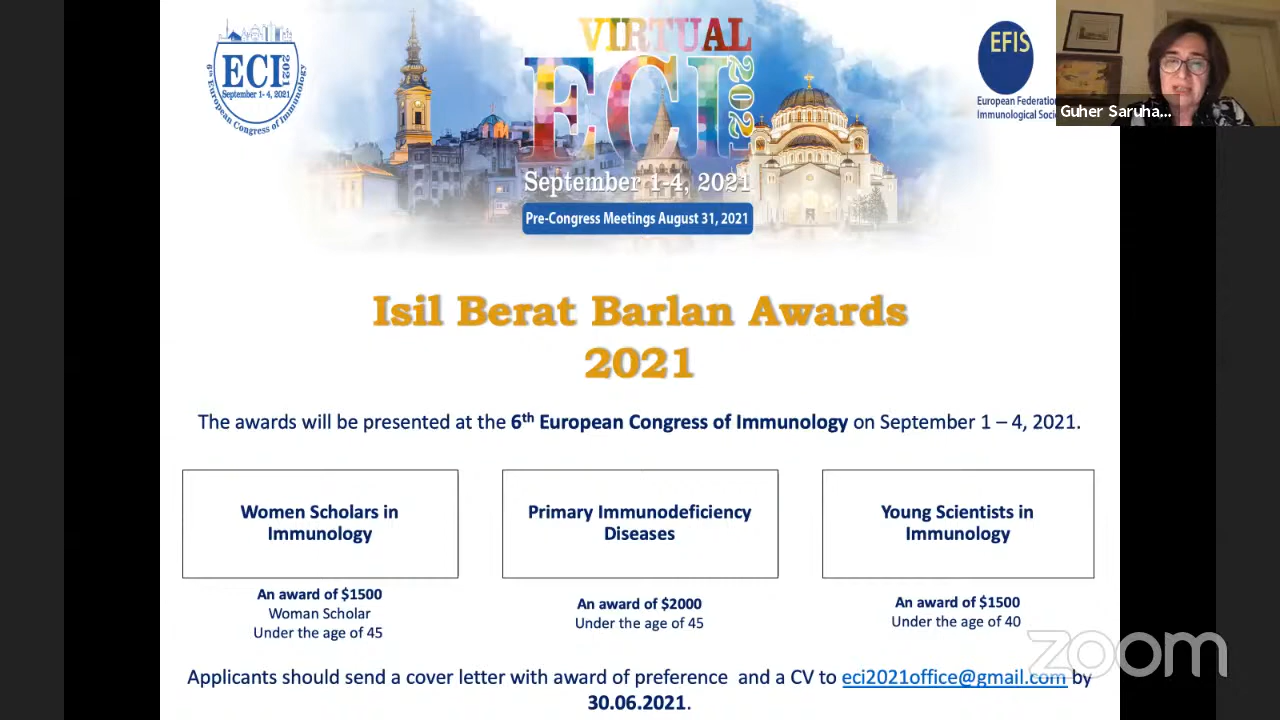 VIRTUAL
ECI 2021
September 1-4, 2021
Pre-Congress Meetings August 31, 2021
ECI 2021
September 1- 4, 2021
6th European Congress of Immunology
EFIS
European Federation
Immunological Socie
Guher Saruha...
Isil Berat Barlan Awards
2021
The awards will be presented at the 6th European Congress of Immunology on September 1 – 4, 2021.
Women Scholars in
Immunology
An award of $1500
Woman Scholar
Under the age of 45
Primary Immunodeficiency
Diseases
An award of $2000
Under the age of 45
Young Scientists in
Immunology
An award of $1500
Under the age of 40
Applicants should send a cover letter with award of preference and a CV to eci2021office@gmail.com by
30.06.2021.
zoom